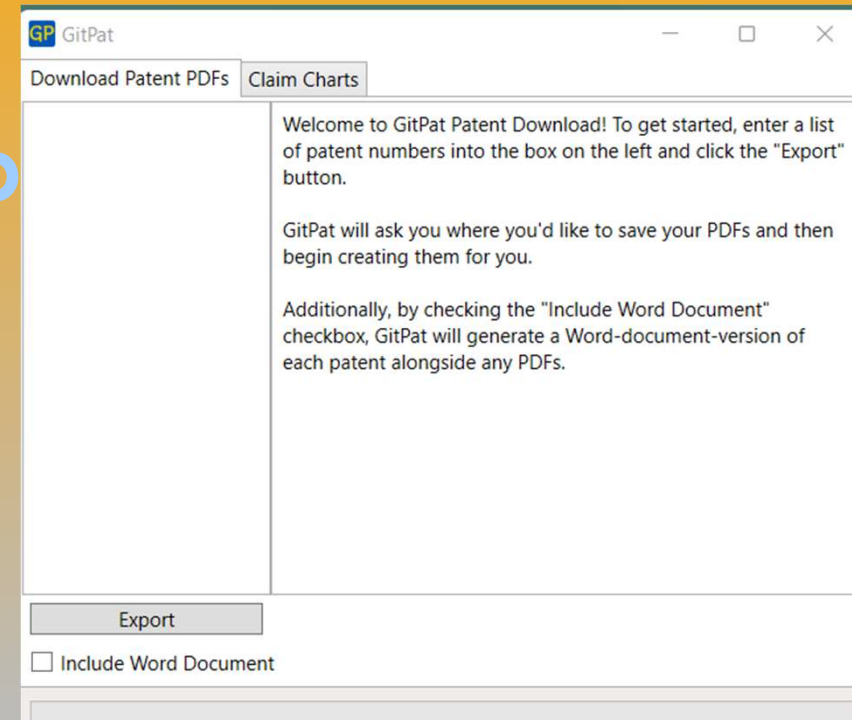 GP GitPat
Download Patent PDFs Claim Charts
Welcome to GitPat Patent Download! To get started, enter a list
of patent numbers into the box on the left and click the "Export"
button.
GitPat will ask you where you'd like to save your PDFs and then
begin creating them for you.
Additionally, by checking the "Include Word Document"
checkbox, GitPat will generate a Word-document-version of
each patent alongside any PDFs.
Export
Include Word Document